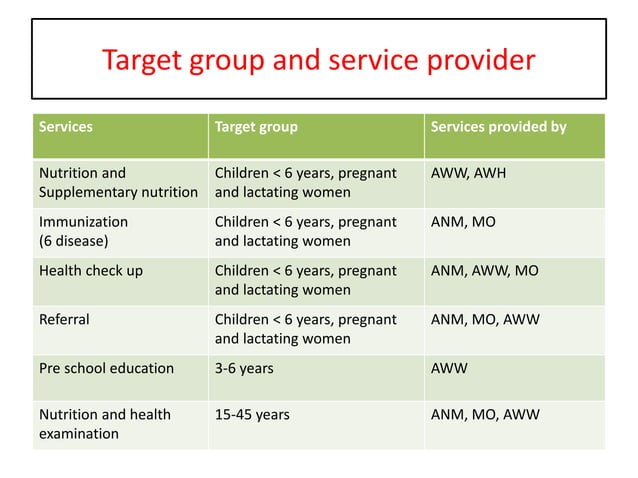 Target group and service provider
Services Target group Services provided by
Nutrition and Supplementary nutrition Children < 6 years, pregnant and lactating women AWW, AWH
Immunization (6 disease) Children < 6 years, pregnant and lactating women ANM, MO
Health check up Children < 6 years, pregnant and lactating women ANM, AWW, MO
Referral Children < 6 years, pregnant and lactating women ANM, MO, AWW
Pre school education 3-6 years AWW
Nutrition and health examination 15-45 years ANM, MO, AWW